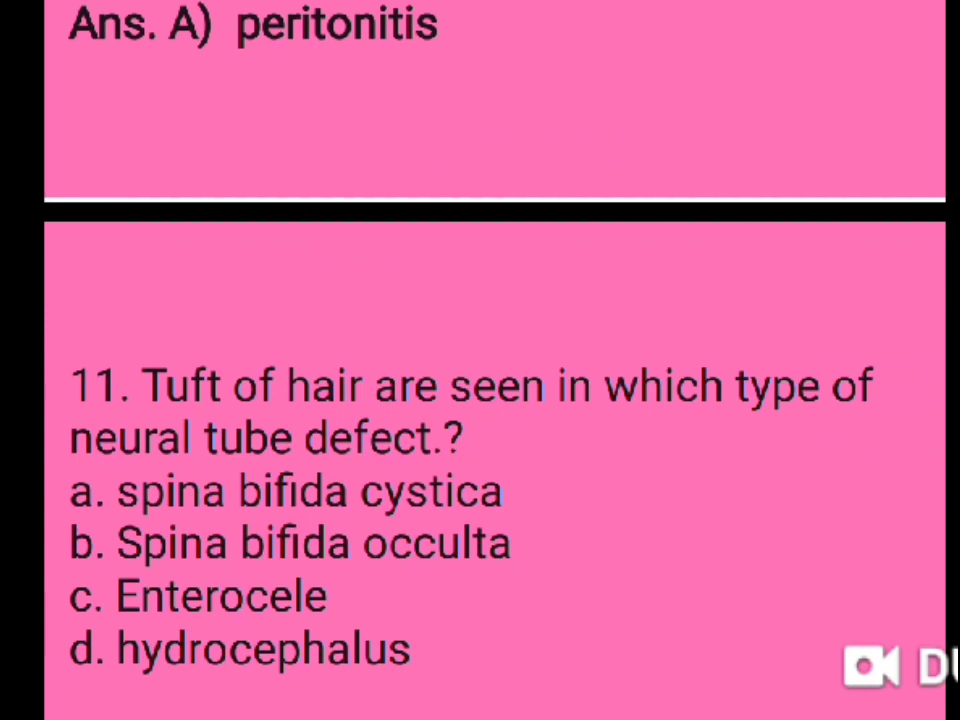 Ans. A) peritonitis
11. Tuft of hair are seen in which type of
neural tube defect.?
a. spina bifida cystica
b. Spina bifida occulta
c. Enterocele
d. hydrocephalus